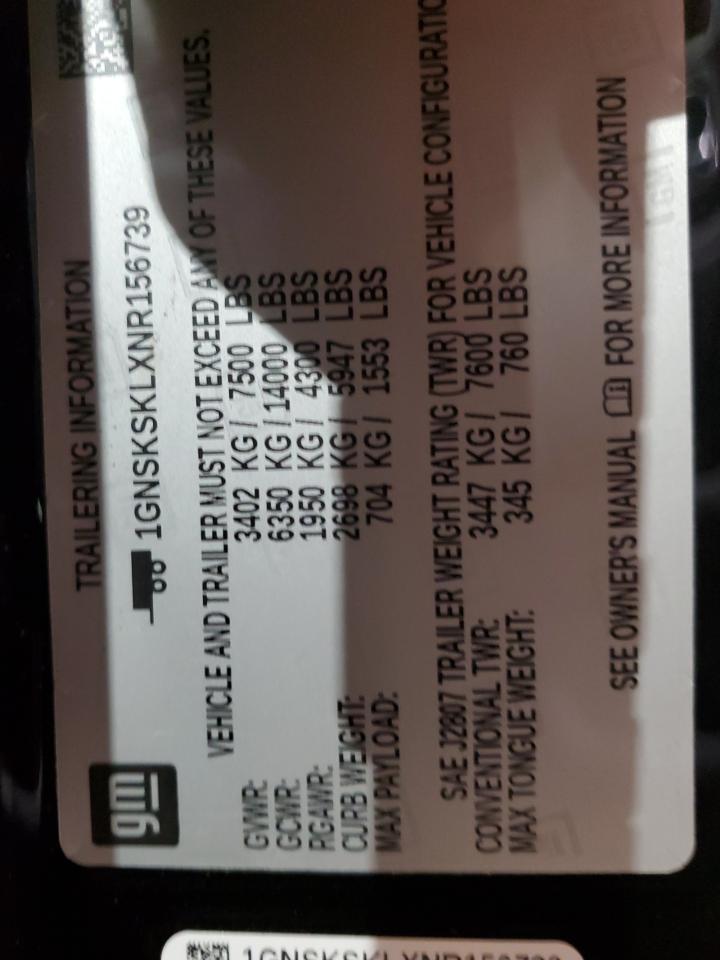 gm
TRAILERING INFORMATION
1GNSKSKLXNR156739
VEHICLE AND TRAILER MUST NOT EXCEED ANY OF THESE VALUES.
GVWR: 3402 KG / 7500 LBS
GCWR: 6350 KG / 14000 LBS
RGAWR: 1950 KG / 4300 LBS
CURB WEIGHT: 2698 KG / 5947 LBS
MAX PAYLOAD: 704 KG / 1553 LBS
SAE J2807 TRAILER WEIGHT RATING (TWR) FOR VEHICLE CONFIGURATIO
CONVENTIONAL TWR: 3447 KG / 7600 LBS
MAX TONGUE WEIGHT: 345 KG / 760 LBS
SEE OWNER'S MANUAL FOR MORE INFORMATION
1GNSKSKLXNR156739